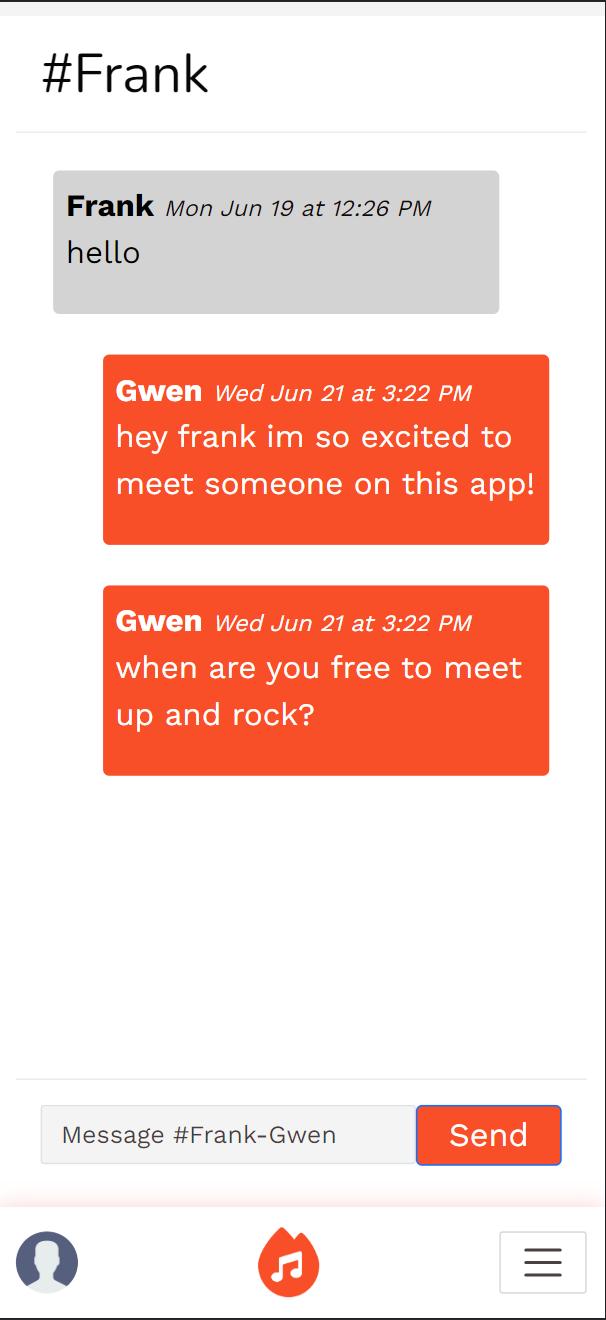 #Frank
Frank Mon Jun 19 at 12:26 PM
hello
Gwen Wed Jun 21 at 3:22 PM
hey frank im so excited to
meet someone on this app!
Gwen Wed Jun 21 at 3:22 PM
when are you free to meet
up and rock?
Message #Frank-Gwen
Send